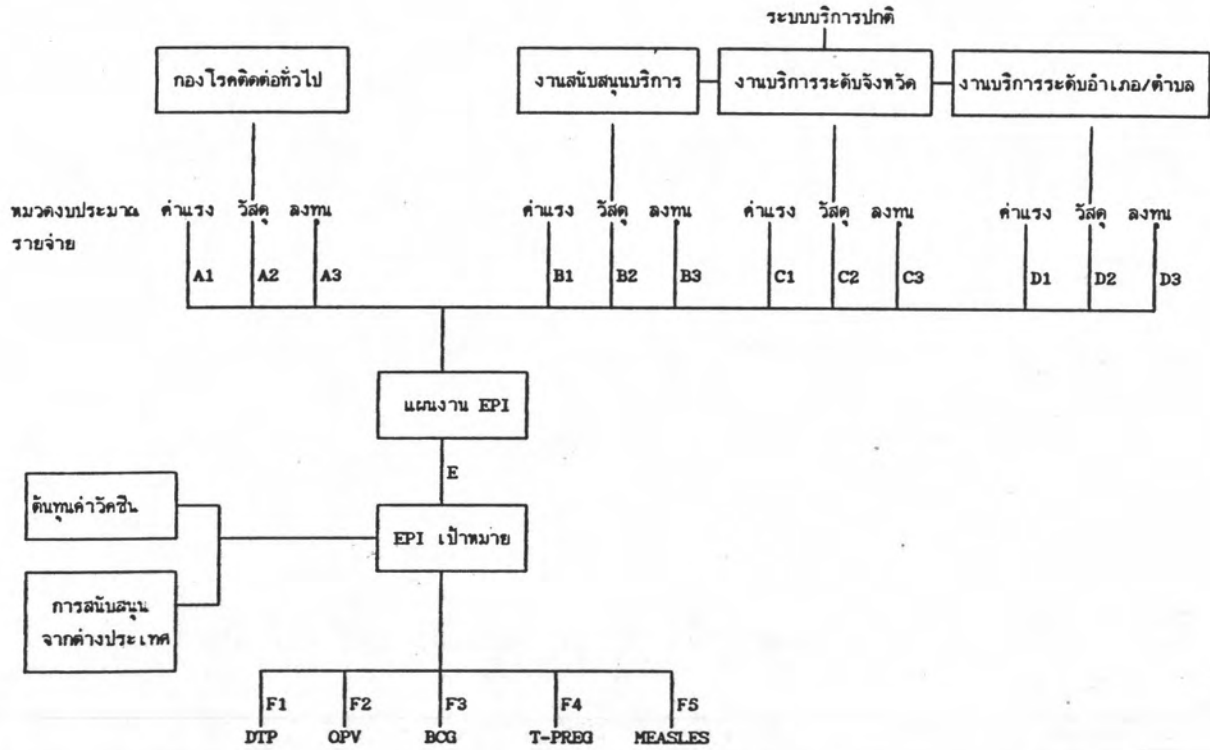 ระบบบริการปกติ
กองโรคติดต่อทั่วไป งานสนับสนุนบริการ งานบริการระดับจังหวัด งานบริการระดับอำเภอ/ตำบล
หมวดงบประมาณ ค่าแรง วัสดุ ลงทุน ค่าแรง วัสดุ ลงทุน ค่าแรง วัสดุ ลงทุน ค่าแรง วัสดุ ลงทุน
รายจ่าย
A1 A2 A3 B1 B2 B3 C1 C2 C3 D1 D2 D3
แผนงาน EPI
E
ต้นทุนค่าวัคซีน
EPI เป้าหมาย
การสนับสนุน
จากต่างประเทศ
F1 F2 F3 F4 F5
DTP OPV BCG T-PREG MEASLES